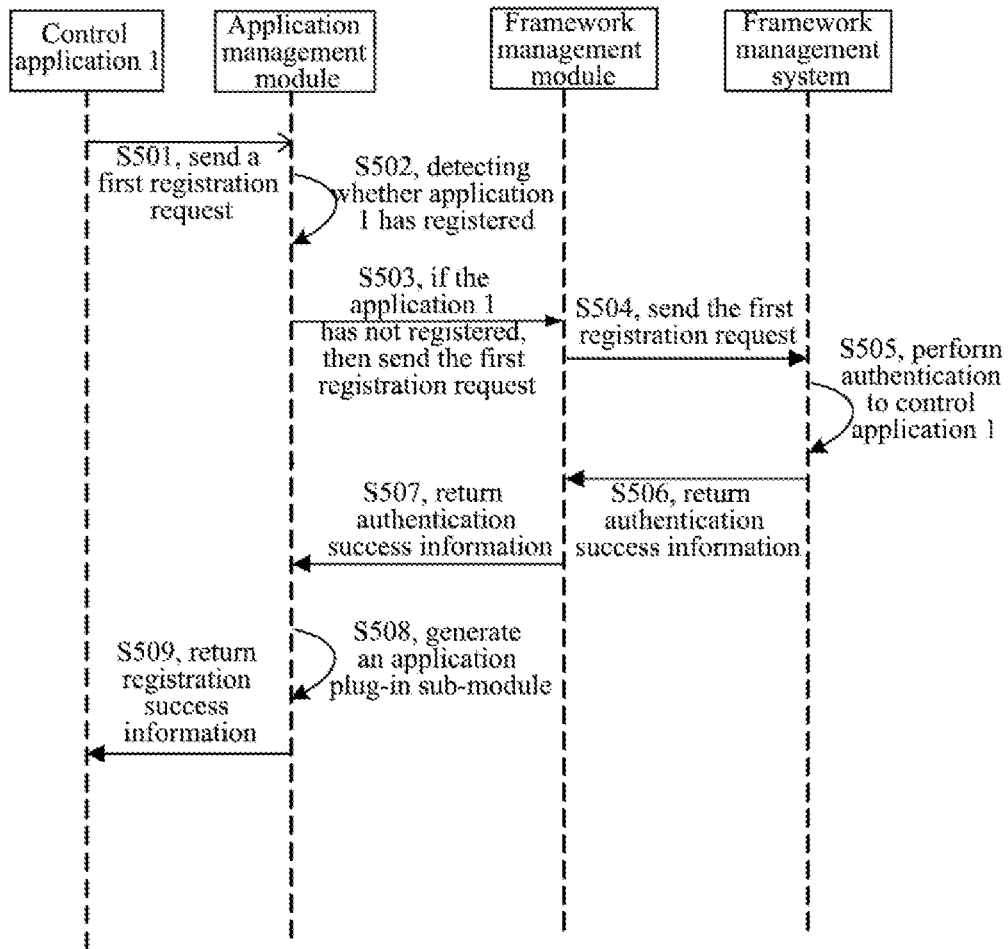 Control
application 1
Application
management
module
Framework
management
module
Framework
management
system
S501, send a
first registration
request
S502, detecting
whether application
1 has registered
S503, if the
application 1
has not registered,
then send the first
registration request
S504, send the first
registration request
S505, perform
authentication
to control
application 1
S506, return
authentication
success information
S507, return
authentication
success information
S508, generate
an application
plug-in sub-module
S509, return
registration
success
information